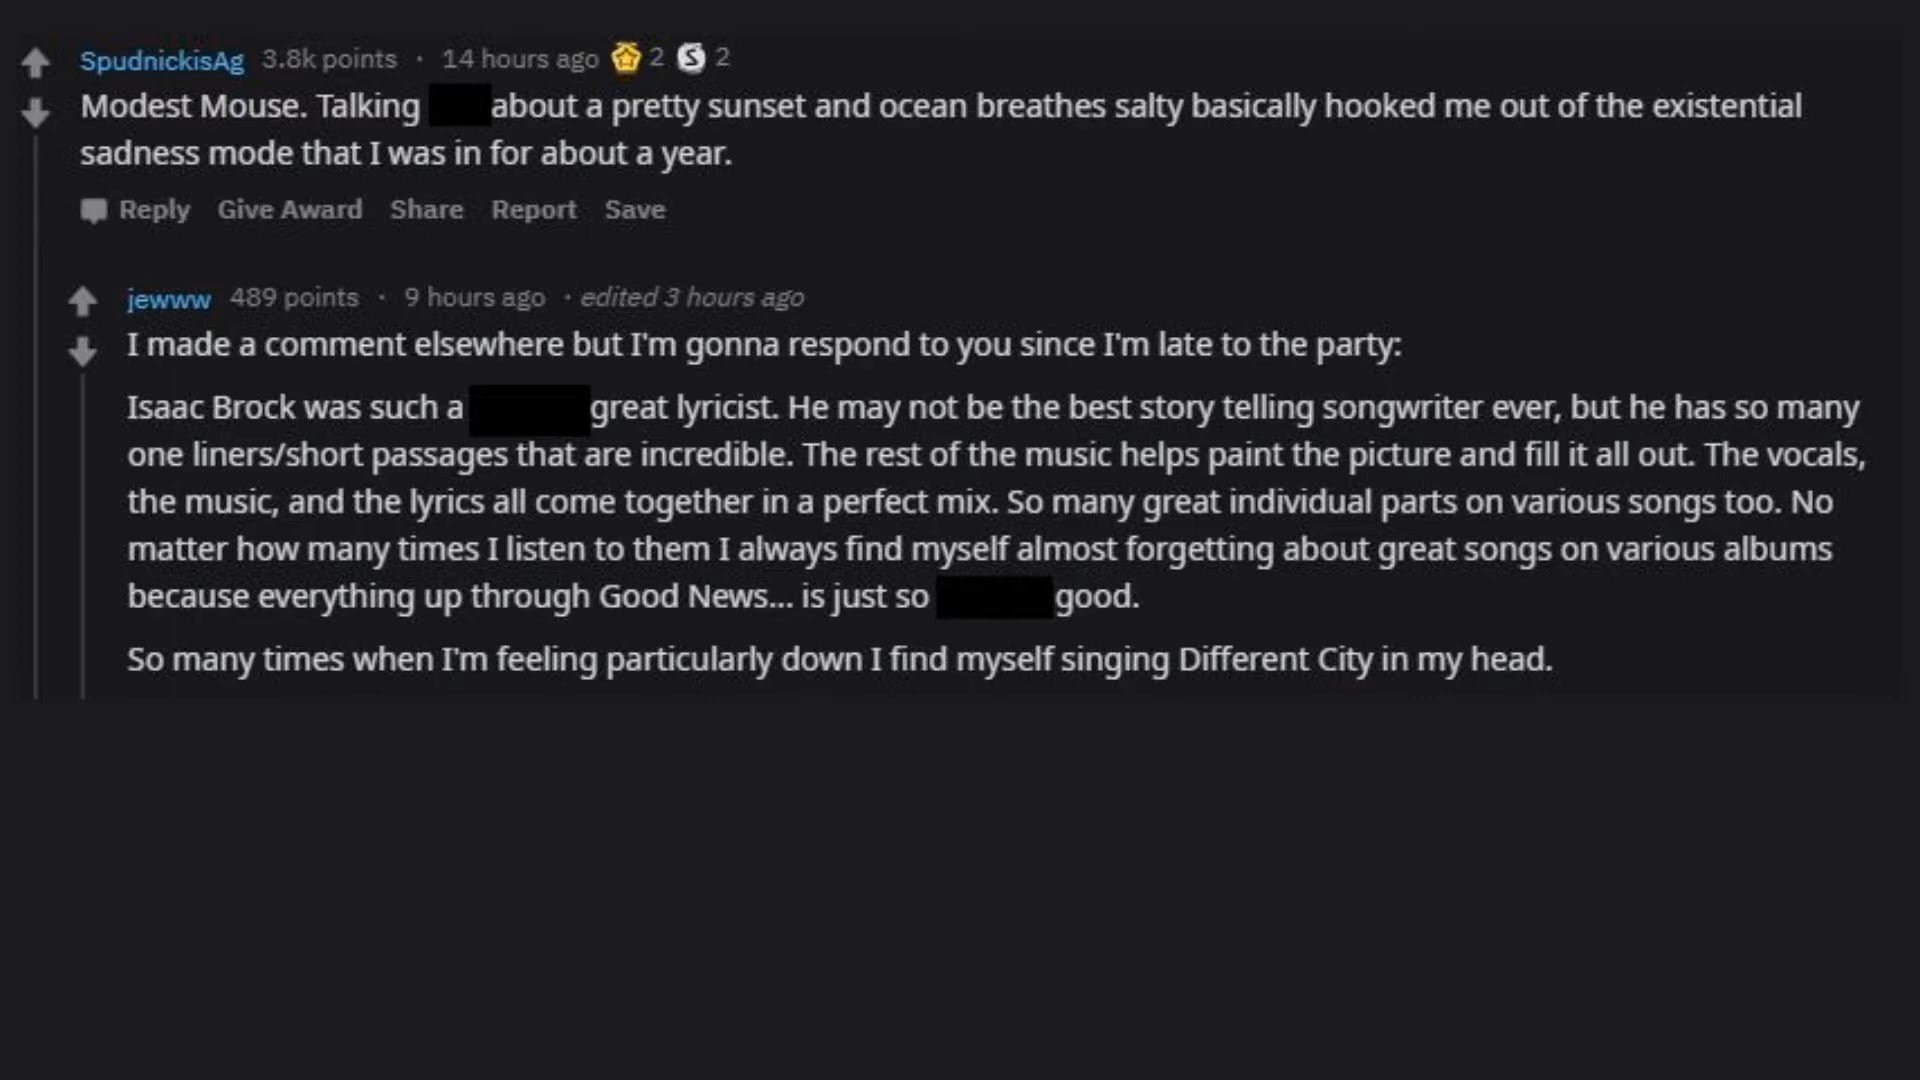 SpudnickisAg 3.8k points · 14 hours ago 2 S 2
Modest Mouse. Talking about a pretty sunset and ocean breathes salty basically hooked me out of the existential
sadness mode that I was in for about a year.
Reply Give Award Share Report Save
jewww 489 points · 9 hours ago · edited 3 hours ago
I made a comment elsewhere but I'm gonna respond to you since I'm late to the party:
Isaac Brock was such a great lyricist. He may not be the best story telling songwriter ever, but he has so many
one liners/short passages that are incredible. The rest of the music helps paint the picture and fill it all out. The vocals,
the music, and the lyrics all come together in a perfect mix. So many great individual parts on various songs too. No
matter how many times I listen to them I always find myself almost forgetting about great songs on various albums
because everything up through Good News... is just so good.
So many times when I'm feeling particularly down I find myself singing Different City in my head.